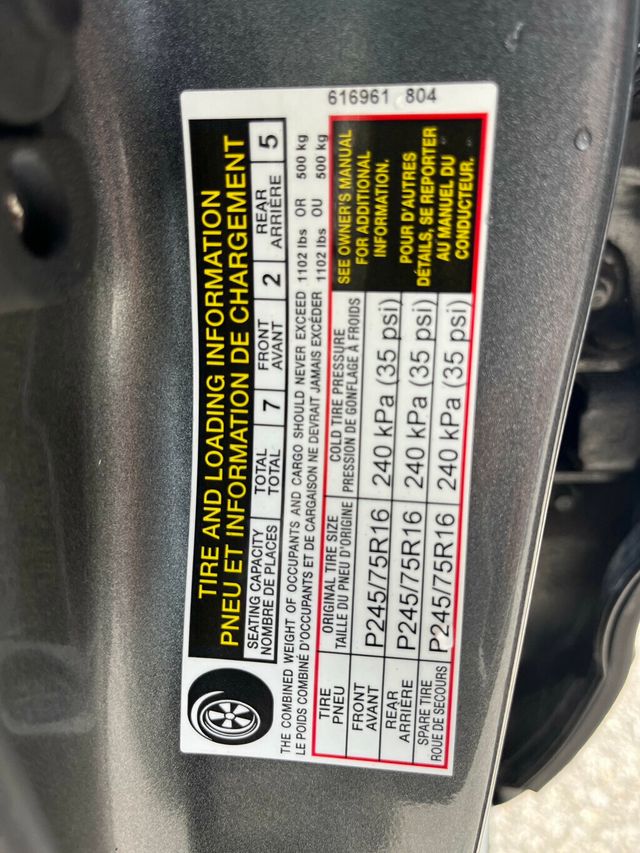 616961 804
TIRE AND LOADING INFORMATION
PNEU ET INFORMATION DE CHARGEMENT
SEATING CAPACITY
NOMBRE DE PLACES
TOTAL
TOTAL
7
FRONT
AVANT
2
REAR
ARRIÈRE
5
THE COMBINED WEIGHT OF OCCUPANTS AND CARGO SHOULD NEVER EXCEED 1102 lbs OR 500 kg
LE POIDS COMBINÉ D'OCCUPANTS ET DE CARGAISON NE DEVRAIT JAMAIS EXCÉDER 1102 lbs OU 500 kg
TIRE
PNEU
ORIGINAL TIRE SIZE
TAILLE DU PNEU D'ORIGINE
COLD TIRE PRESSURE
PRESSION DE GONFLAGE À FROIDS
FRONT
AVANT
P245/75R16
240 kPa (35 psi)
REAR
ARRIÈRE
P245/75R16
240 kPa (35 psi)
SPARE TIRE
ROUE DE SECOURS
P245/75R16
240 kPa (35 psi)
SEE OWNER'S MANUAL
FOR ADDITIONAL
INFORMATION.
POUR D'AUTRES
DÉTAILS, SE REPORTER
AU MANUEL DU
CONDUCTEUR.